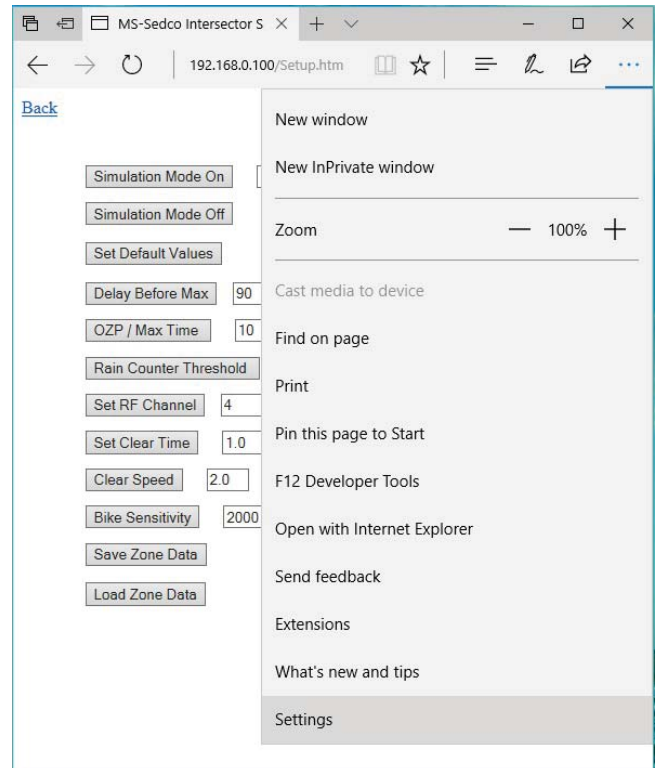 MS-Sedco Intersector S
192.168.0.100/Setup.htm
Back
New window
New InPrivate window
Zoom 100%
Cast media to device
Find on page
Print
Pin this page to Start
F12 Developer Tools
Open with Internet Explorer
Send feedback
Extensions
What's new and tips
Settings
Simulation Mode On
Simulation Mode Off
Set Default Values
Delay Before Max 90
OZP / Max Time 10
Rain Counter Threshold
Set RF Channel 4
Set Clear Time 1.0
Clear Speed 2.0
Bike Sensitivity 2000
Save Zone Data
Load Zone Data